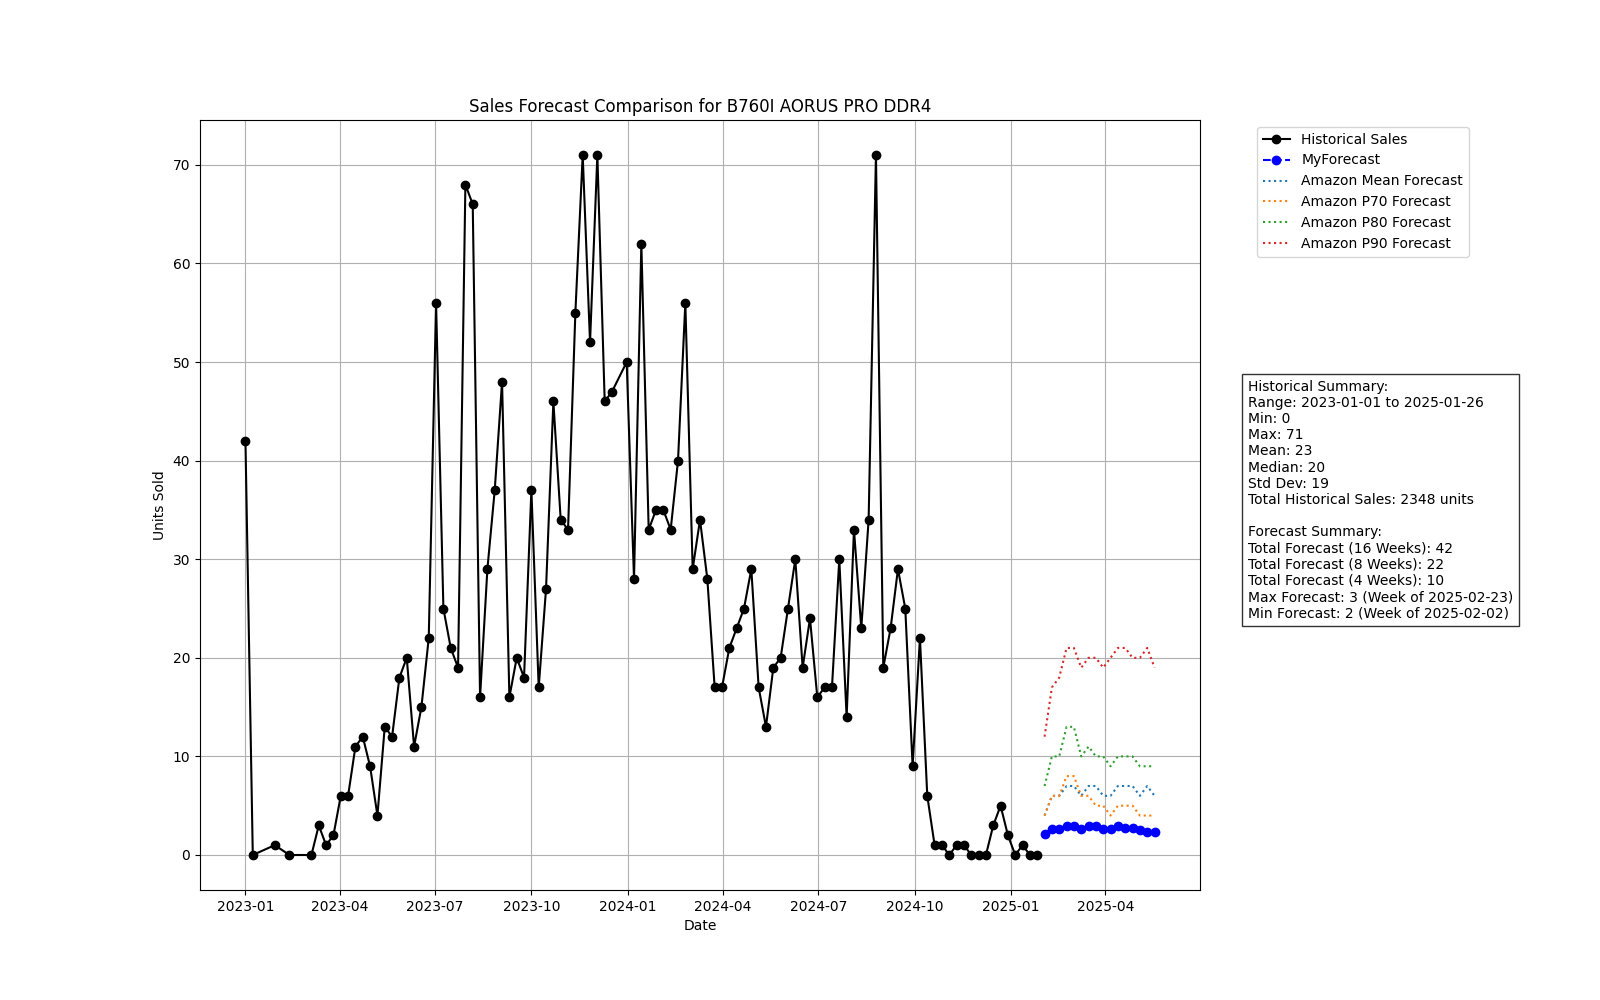 Sales Forecast Comparison for B760I AORUS PRO DDR4
Units Sold
70
60
50
40
30
20
10
0
2023-01
2023-04
2023-07
2023-10
2024-01
2024-04
2024-07
2024-10
2025-01
2025-04
Date
Historical Sales
MyForecast
Amazon Mean Forecast
Amazon P70 Forecast
Amazon P80 Forecast
Amazon P90 Forecast
Historical Summary:
Range: 2023-01-01 to 2025-01-26
Min: 0
Max: 71
Mean: 23
Median: 20
Std Dev: 19
Total Historical Sales: 2348 units
Forecast Summary:
Total Forecast (16 Weeks): 42
Total Forecast (8 Weeks): 22
Total Forecast (4 Weeks): 10
Max Forecast: 3 (Week of 2025-02-23)
Min Forecast: 2 (Week of 2025-02-02)